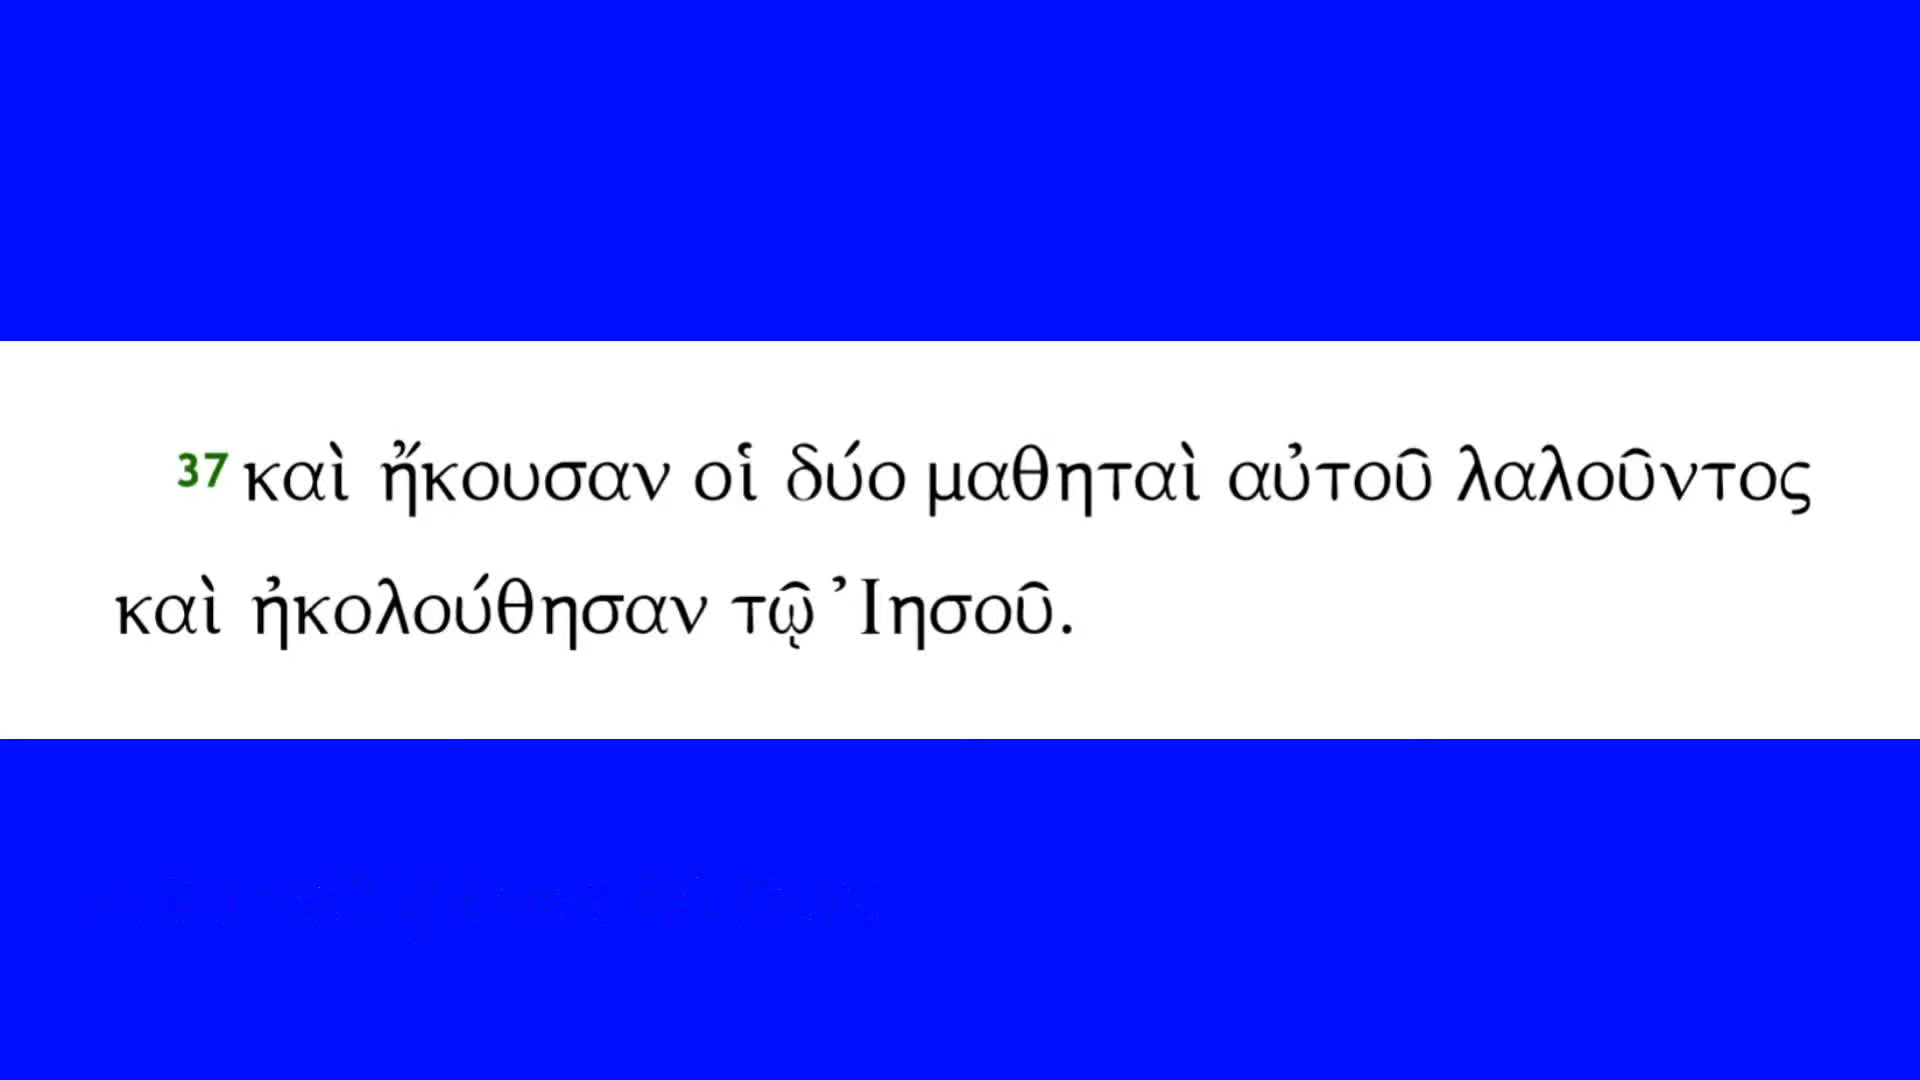 37 καὶ ἤκουσαν οἱ δύο μαθηταὶ αὐτοῦ λαλοῦντος
καὶ ἠκολούθησαν τῷ Ἰησοῦ.